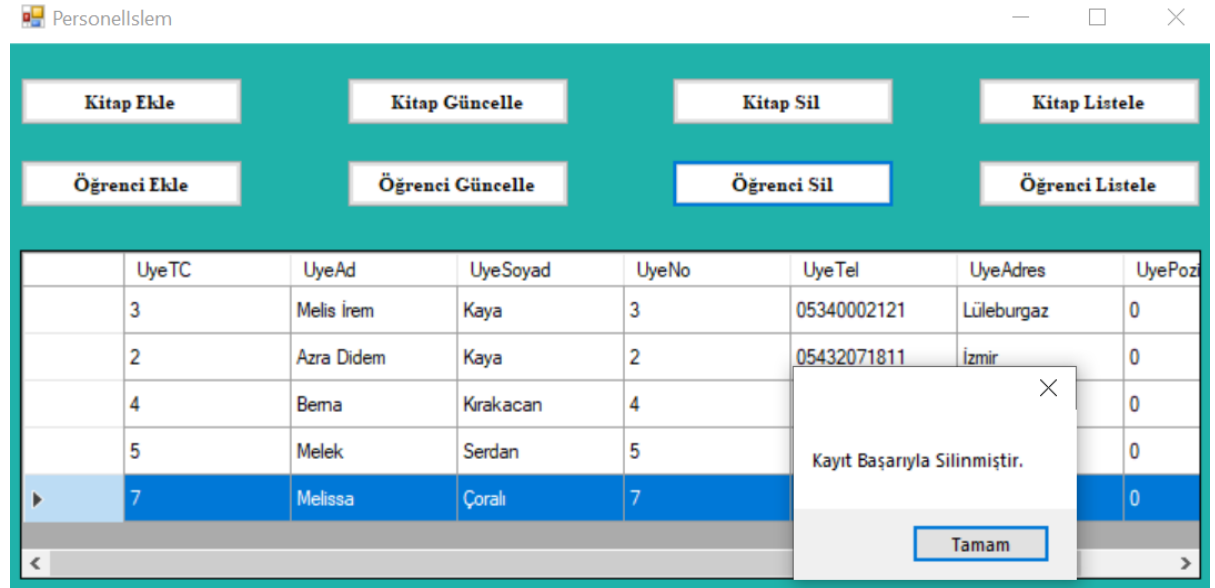 PersonelIslem
Kitap Ekle Kitap Güncelle Kitap Sil Kitap Listele
Öğrenci Ekle Öğrenci Güncelle Öğrenci Sil Öğrenci Listele
UyeTC UyeAd UyeSoyad UyeNo UyeTel UyeAdres UyePozi
3 Melis İrem Kaya 3 05340002121 Lüleburgaz 0
2 Azra Didem Kaya 2 05432071811 İzmir 0
4 Berna Kırakacan 4 0
5 Melek Serdan 5 0
7 Melissa Çoralı 7 0
Kayıt Başarıyla Silinmiştir.
Tamam